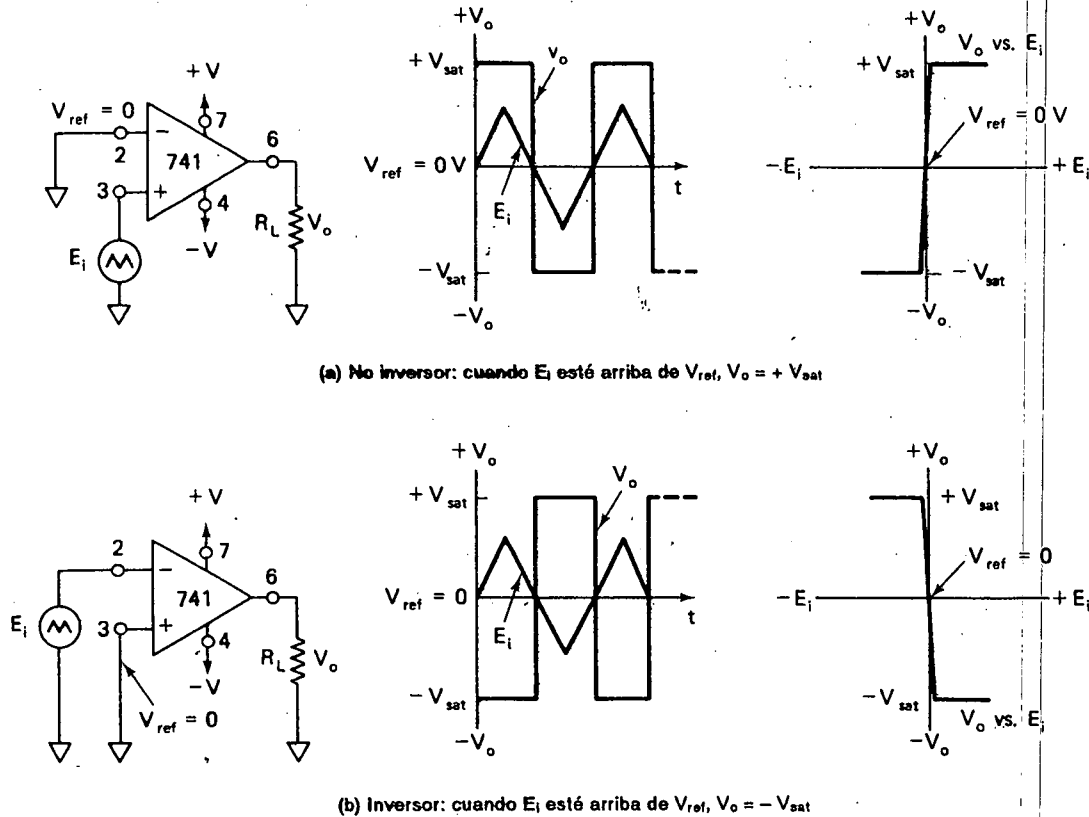 +V
V_ref = 0
2
−
7
741
6
3
+
4
−V
E_i
R_L
V_o
+V_o
+V_sat
v_o
V_ref = 0 V
E_i
t
−V_sat
−V_o
+V_o
V_o vs. E_i
+V_sat
V_ref = 0 V
−E_i
+E_i
−V_sat
−V_o
(a) No inversor: cuando E_i esté arriba de V_ref, V_o = + V_sat
+V
2
−
7
741
6
E_i
3
+
4
−V
V_ref = 0
R_L
V_o
+V_o
+V_sat
V_o
V_ref = 0
E_i
t
−V_sat
−V_o
+V_o
+V_sat
V_ref = 0
−E_i
+E_i
−V_sat
V_o vs. E_i
−V_o
(b) Inversor: cuando E_i esté arriba de V_ref, V_o = − V_sat